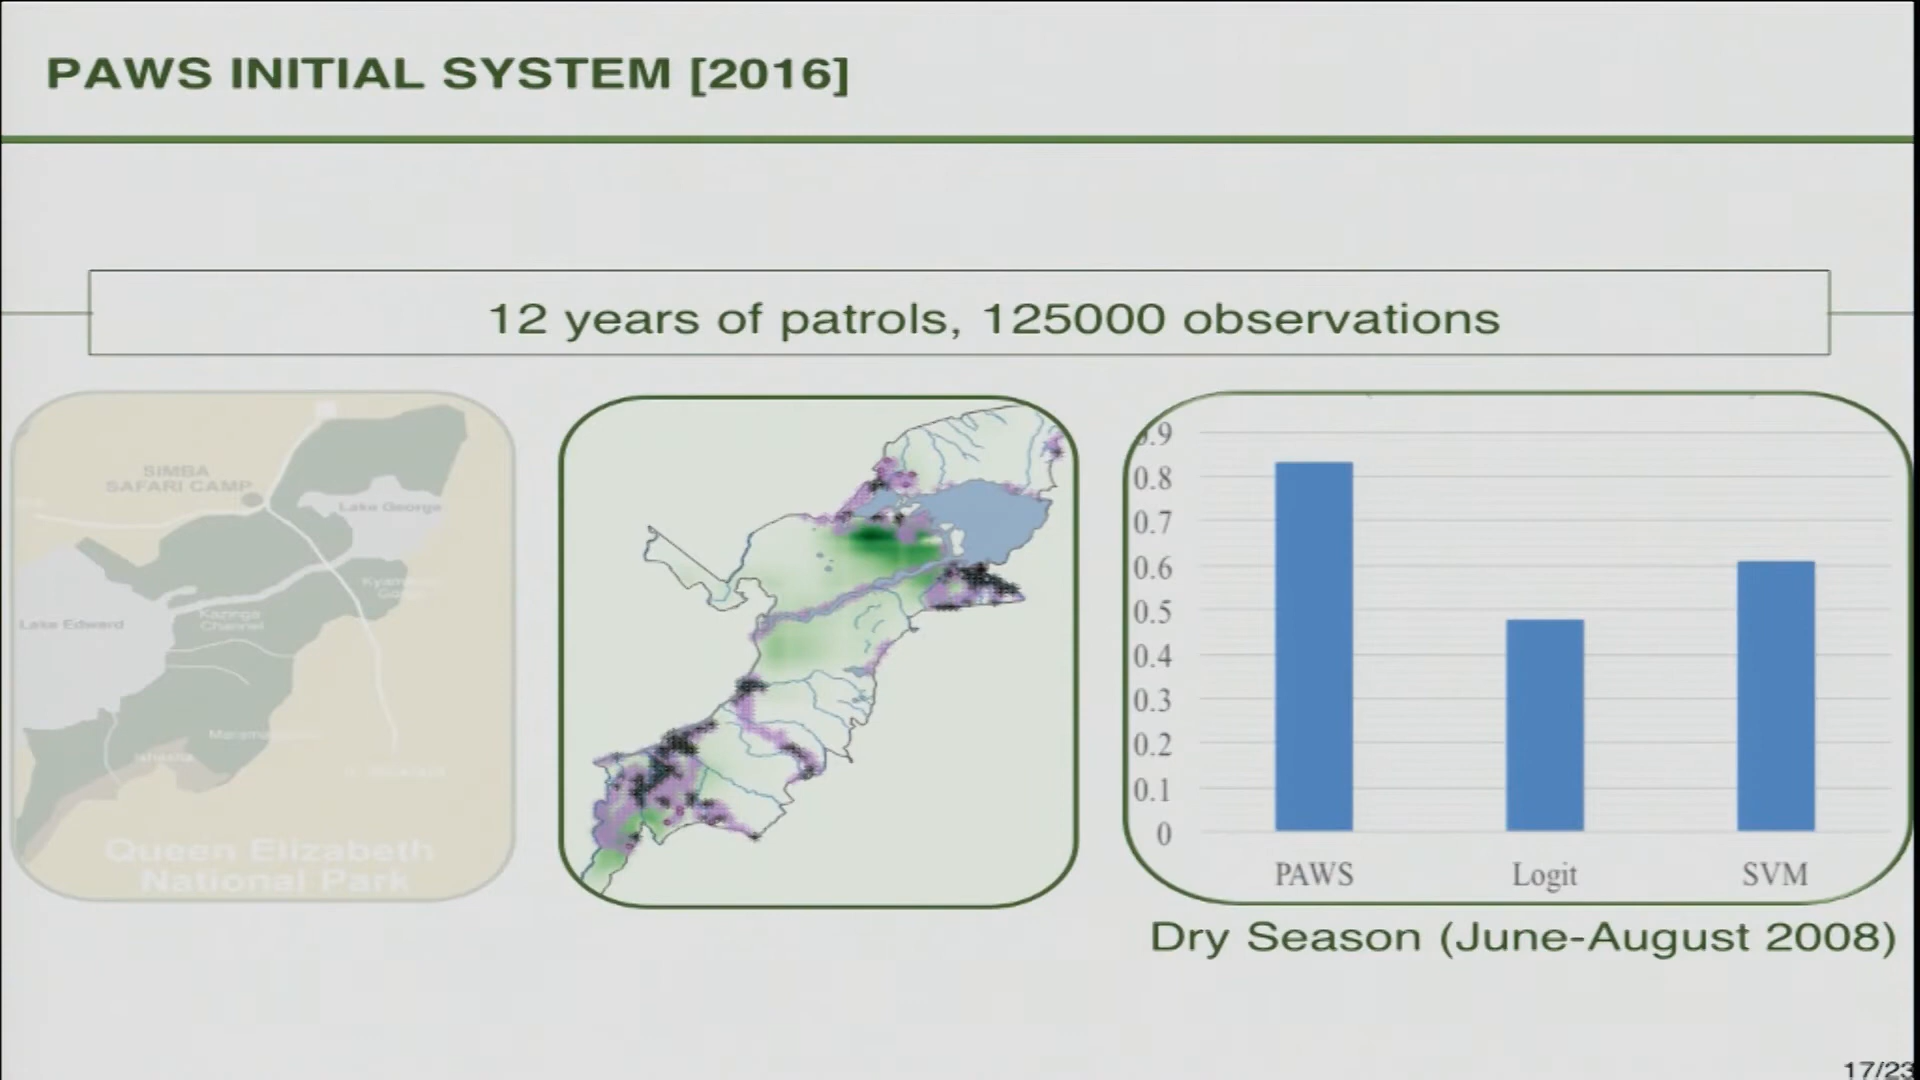 PAWS INITIAL SYSTEM [2016]
12 years of patrols, 125000 observations
SIMBA
SAFARI CAMP
Lake George
Kazinga
Channel
Lake Edward
Ishasha
Queen Elizabeth
National Park
0.9
0.8
0.7
0.6
0.5
0.4
0.3
0.2
0.1
0
PAWS
Logit
SVM
Dry Season (June-August 2008)
17/23